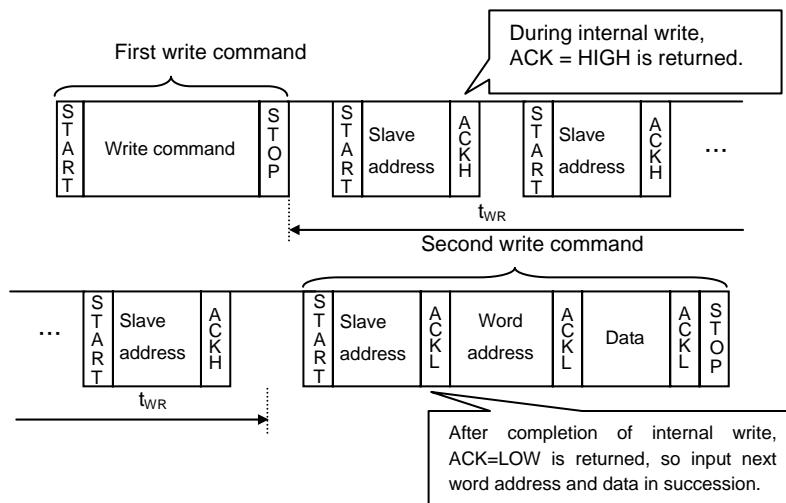 First write command
During internal write,
ACK = HIGH is returned.
START
Write command
STOP
START
Slave
address
ACKH
START
Slave
address
ACKH
...
tWR
Second write command
...
START
Slave
address
ACKH
START
Slave
address
ACKL
Word
address
ACKL
Data
ACKL
STOP
tWR
After completion of internal write,
ACK=LOW is returned, so input next
word address and data in succession.